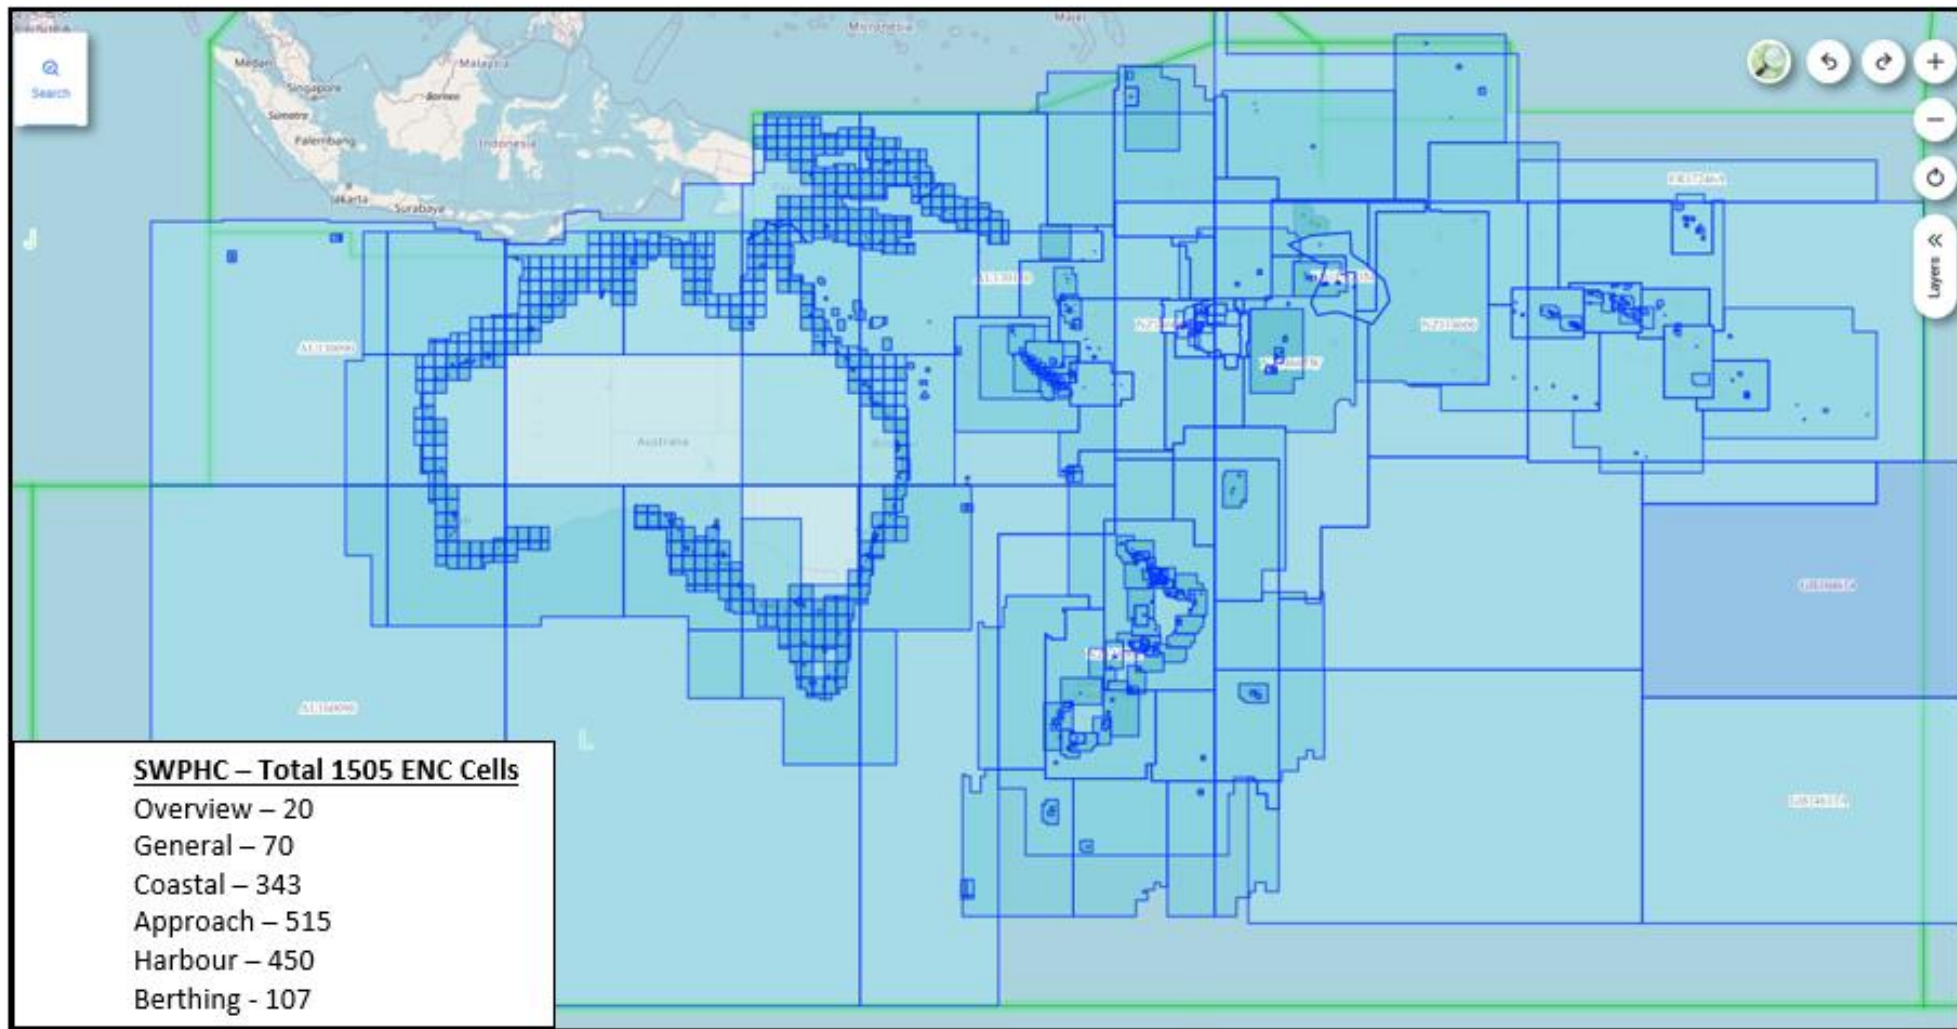 Micronesia
Search
Medan
Malaysia
Singapore
Borneo
Sumatra
Palembang
Indonesia
Jakarta
Surabaya
J
Layers
Australia
L
SWPHC – Total 1505 ENC Cells
Overview – 20
General – 70
Coastal – 343
Approach – 515
Harbour – 450
Berthing - 107